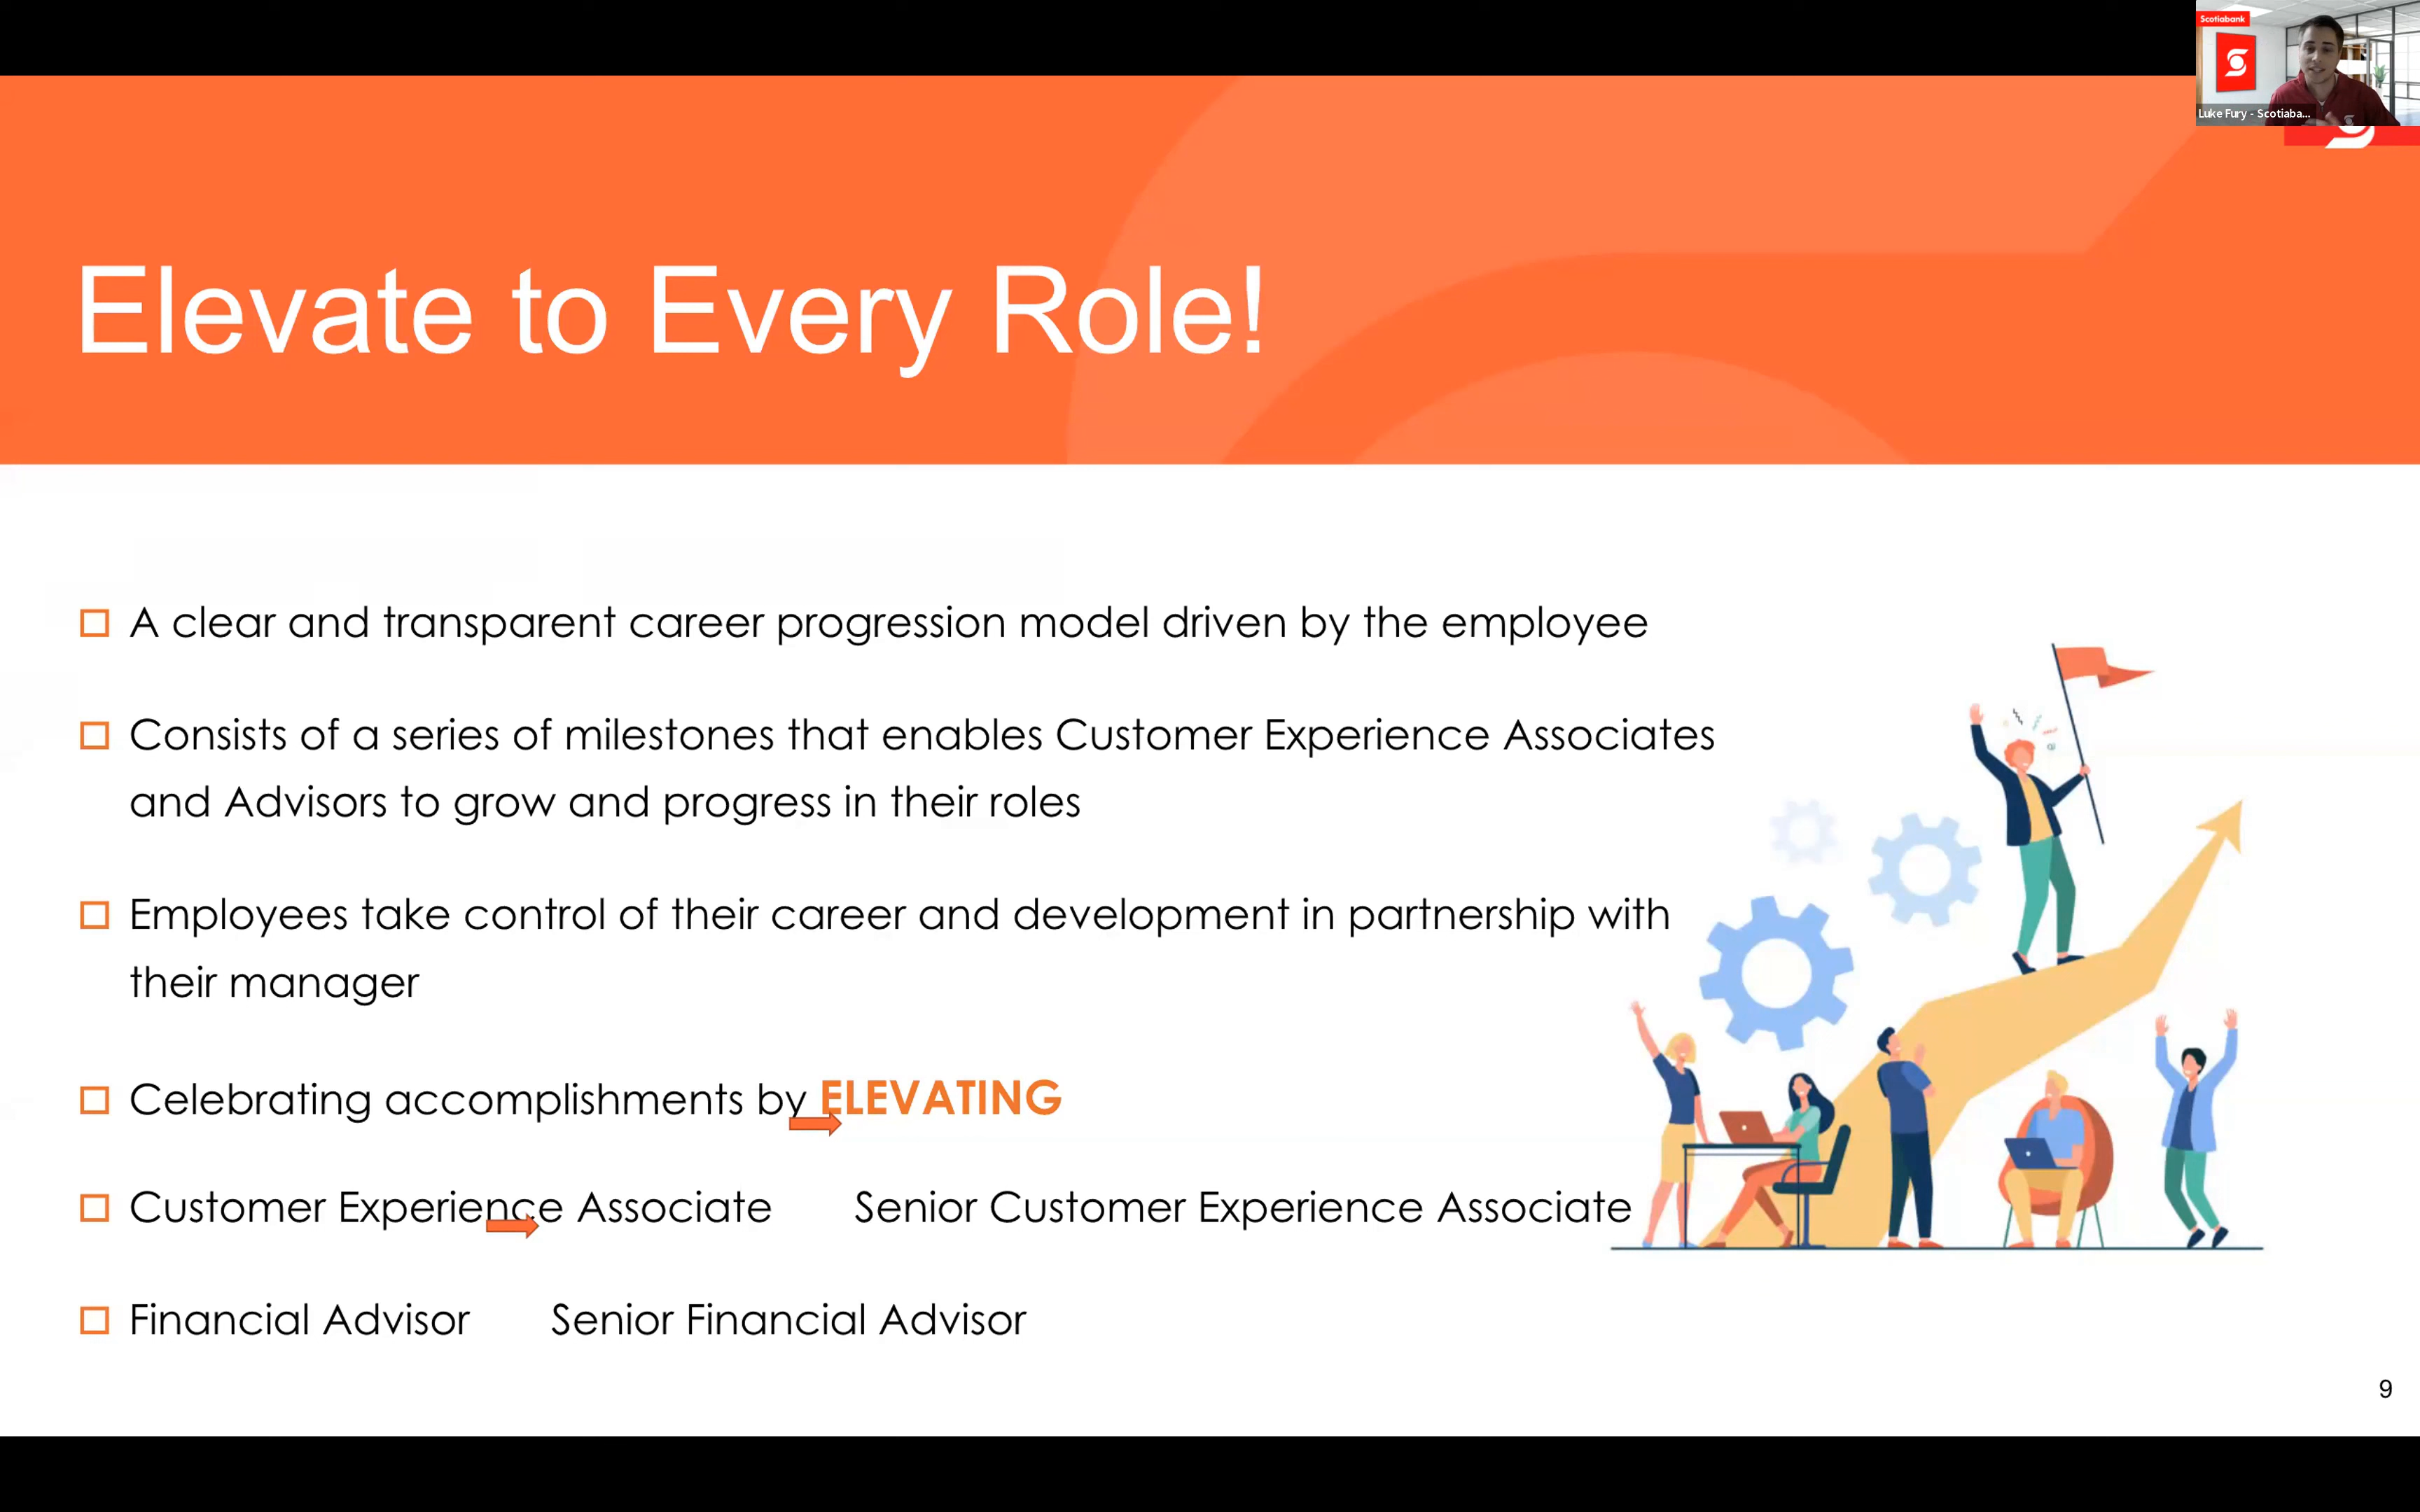 Scotiabank
Luke Fury - Scotiaba...
Elevate to Every Role!
A clear and transparent career progression model driven by the employee
Consists of a series of milestones that enables Customer Experience Associates
and Advisors to grow and progress in their roles
Employees take control of their career and development in partnership with
their manager
Celebrating accomplishments by ELEVATING
Customer Experience Associate Senior Customer Experience Associate
Financial Advisor Senior Financial Advisor
9